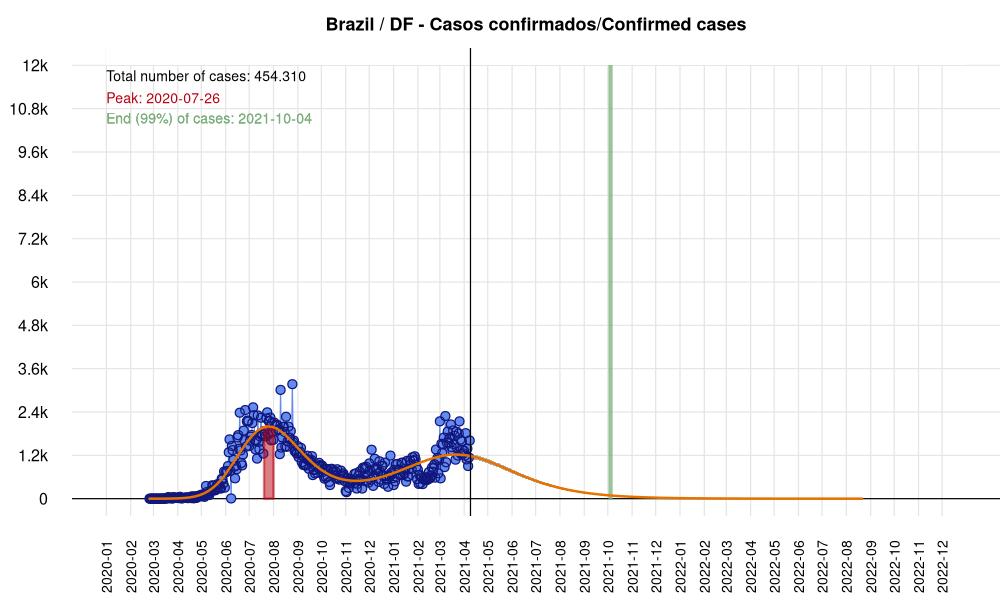 Brazil / DF - Casos confirmados/Confirmed cases
Total number of cases: 454.310
Peak: 2020-07-26
End (99%) of cases: 2021-10-04
12k
10.8k
9.6k
8.4k
7.2k
6k
4.8k
3.6k
2.4k
1.2k
0
2020-01
2020-02
2020-03
2020-04
2020-05
2020-06
2020-07
2020-08
2020-09
2020-10
2020-11
2020-12
2021-01
2021-02
2021-03
2021-04
2021-05
2021-06
2021-07
2021-08
2021-09
2021-10
2021-11
2021-12
2022-01
2022-02
2022-03
2022-04
2022-05
2022-06
2022-07
2022-08
2022-09
2022-10
2022-11
2022-12